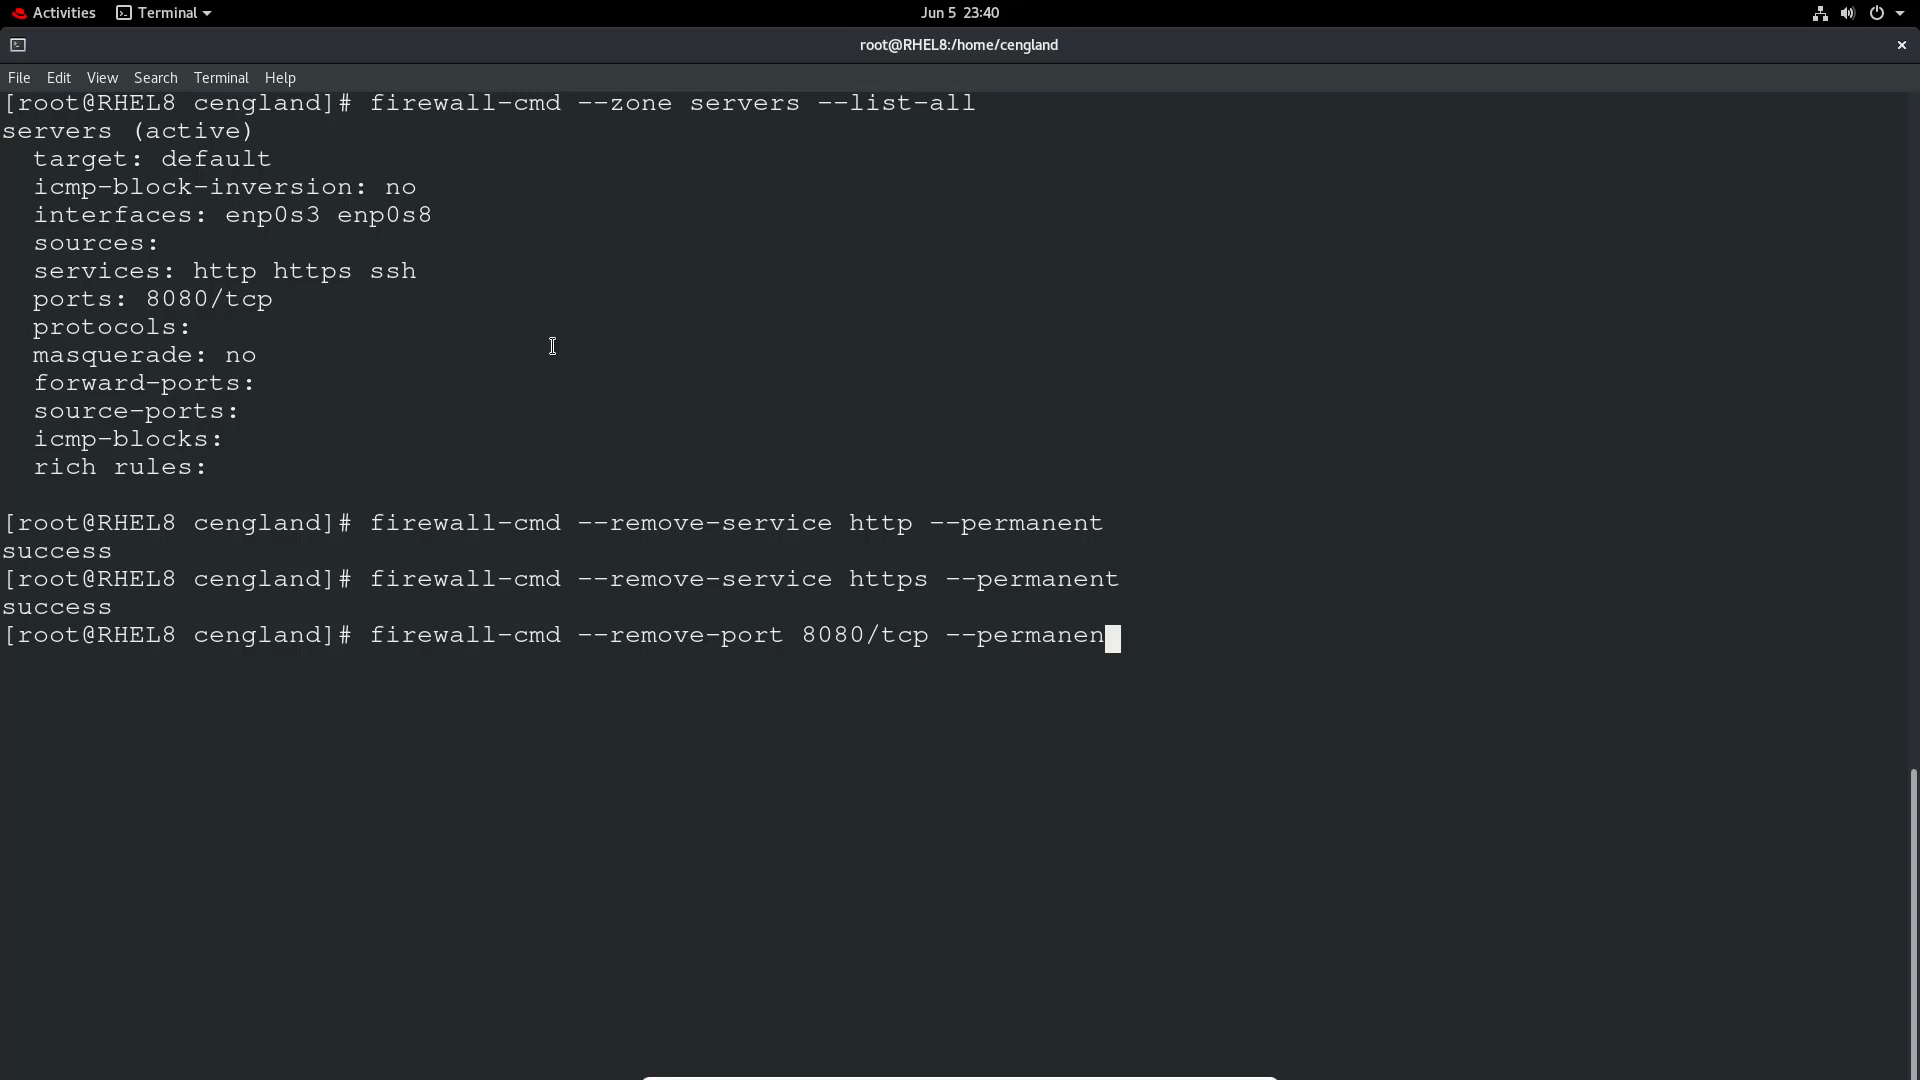 Activities Terminal Jun 5 23:40
root@RHEL8:/home/cengland
File Edit View Search Terminal Help
[root@RHEL8 cengland]# firewall-cmd --zone servers --list-all
servers (active)
  target: default
  icmp-block-inversion: no
  interfaces: enp0s3 enp0s8
  sources:
  services: http https ssh
  ports: 8080/tcp
  protocols:
  masquerade: no
  forward-ports:
  source-ports:
  icmp-blocks:
  rich rules:
[root@RHEL8 cengland]# firewall-cmd --remove-service http --permanent
success
[root@RHEL8 cengland]# firewall-cmd --remove-service https --permanent
success
[root@RHEL8 cengland]# firewall-cmd --remove-port 8080/tcp --permanen